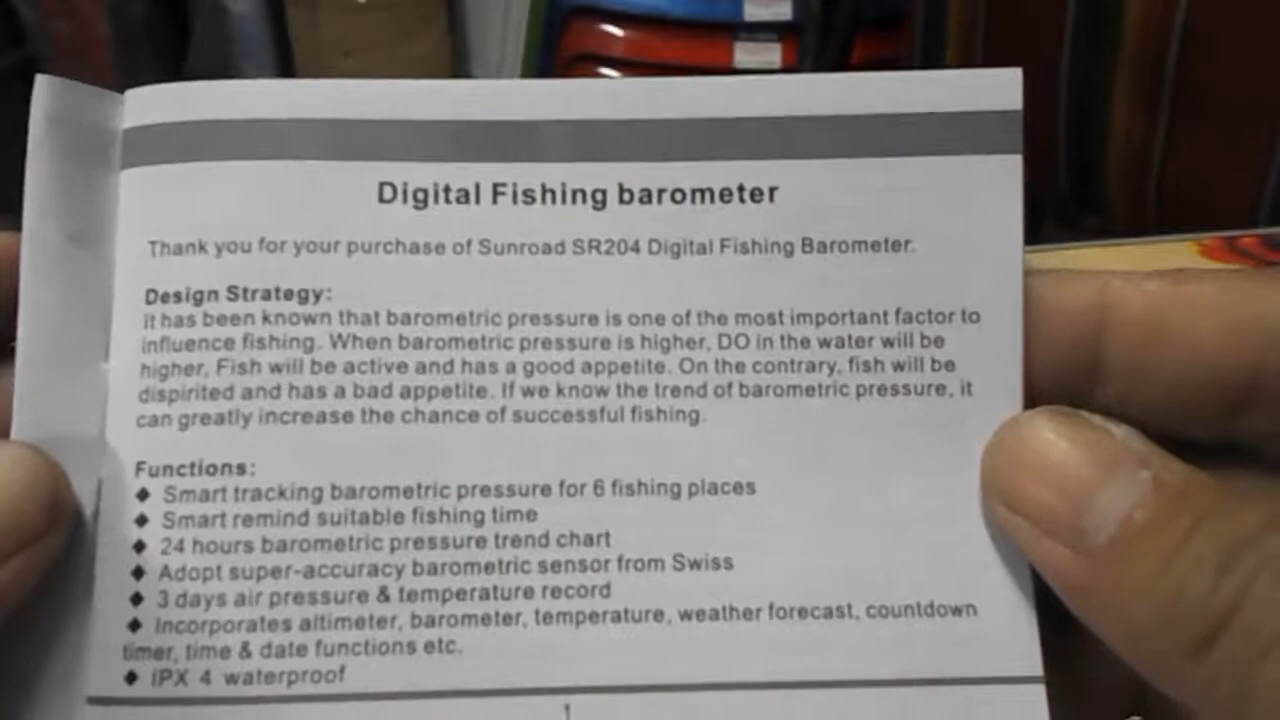 Digital Fishing barometer
Thank you for your purchase of Sunroad SR204 Digital Fishing Barometer.
Design Strategy:
It has been known that barometric pressure is one of the most important factor to
influence fishing. When barometric pressure is higher, DO in the water will be
higher, Fish will be active and has a good appetite. On the contrary, fish will be
dispirited and has a bad appetite. If we know the trend of barometric pressure, it
can greatly increase the chance of successful fishing.
Functions:
◆ Smart tracking barometric pressure for 6 fishing places
◆ Smart remind suitable fishing time
◆ 24 hours barometric pressure trend chart
◆ Adopt super-accuracy barometric sensor from Swiss
◆ 3 days air pressure & temperature record
◆ Incorporates altimeter, barometer, temperature, weather forecast, countdown
timer, time & date functions etc.
◆ IPX 4 waterproof